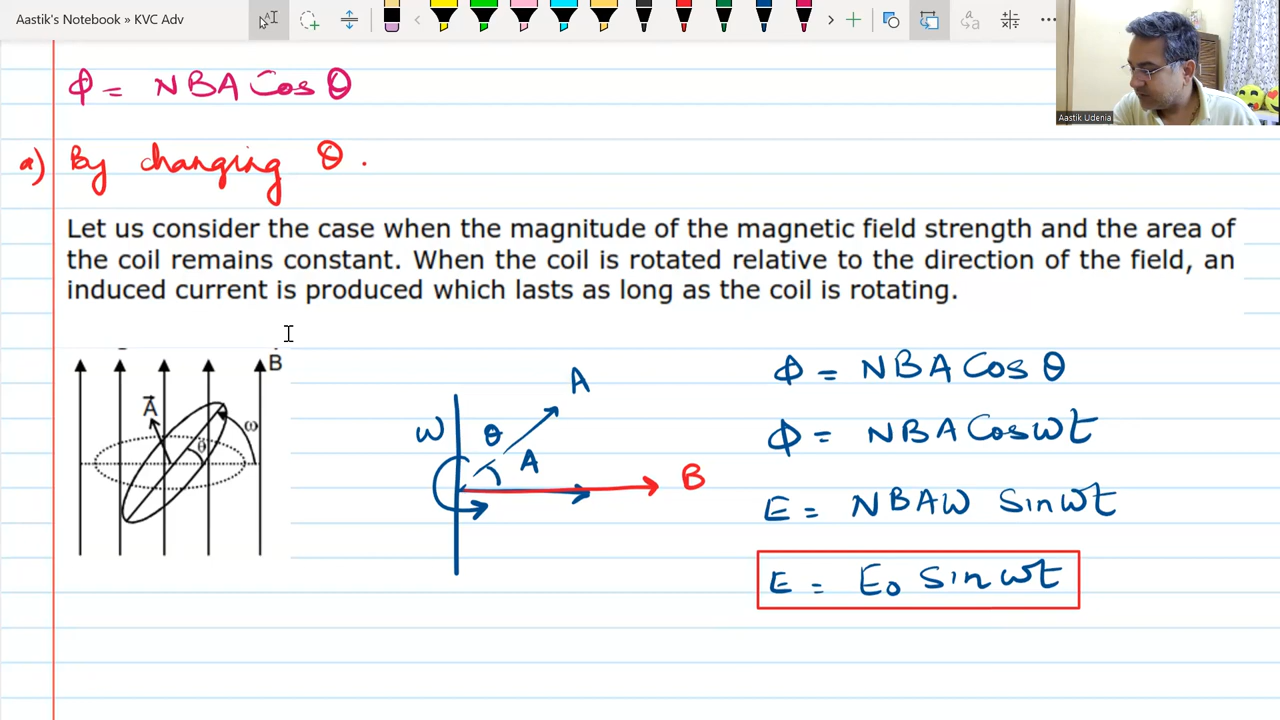 Aastik's Notebook » KVC Adv
Aastik Udenia
Φ = NBA Cos θ
a) By changing θ.
Let us consider the case when the magnitude of the magnetic field strength and the area of
the coil remains constant. When the coil is rotated relative to the direction of the field, an
induced current is produced which lasts as long as the coil is rotating.
B
A⃗
ω
θ
A
ω
θ
A
B
Φ = NBA Cos θ
Φ = NBA Cosωt
E = NBAω Sinωt
E = E₀ Sinωt